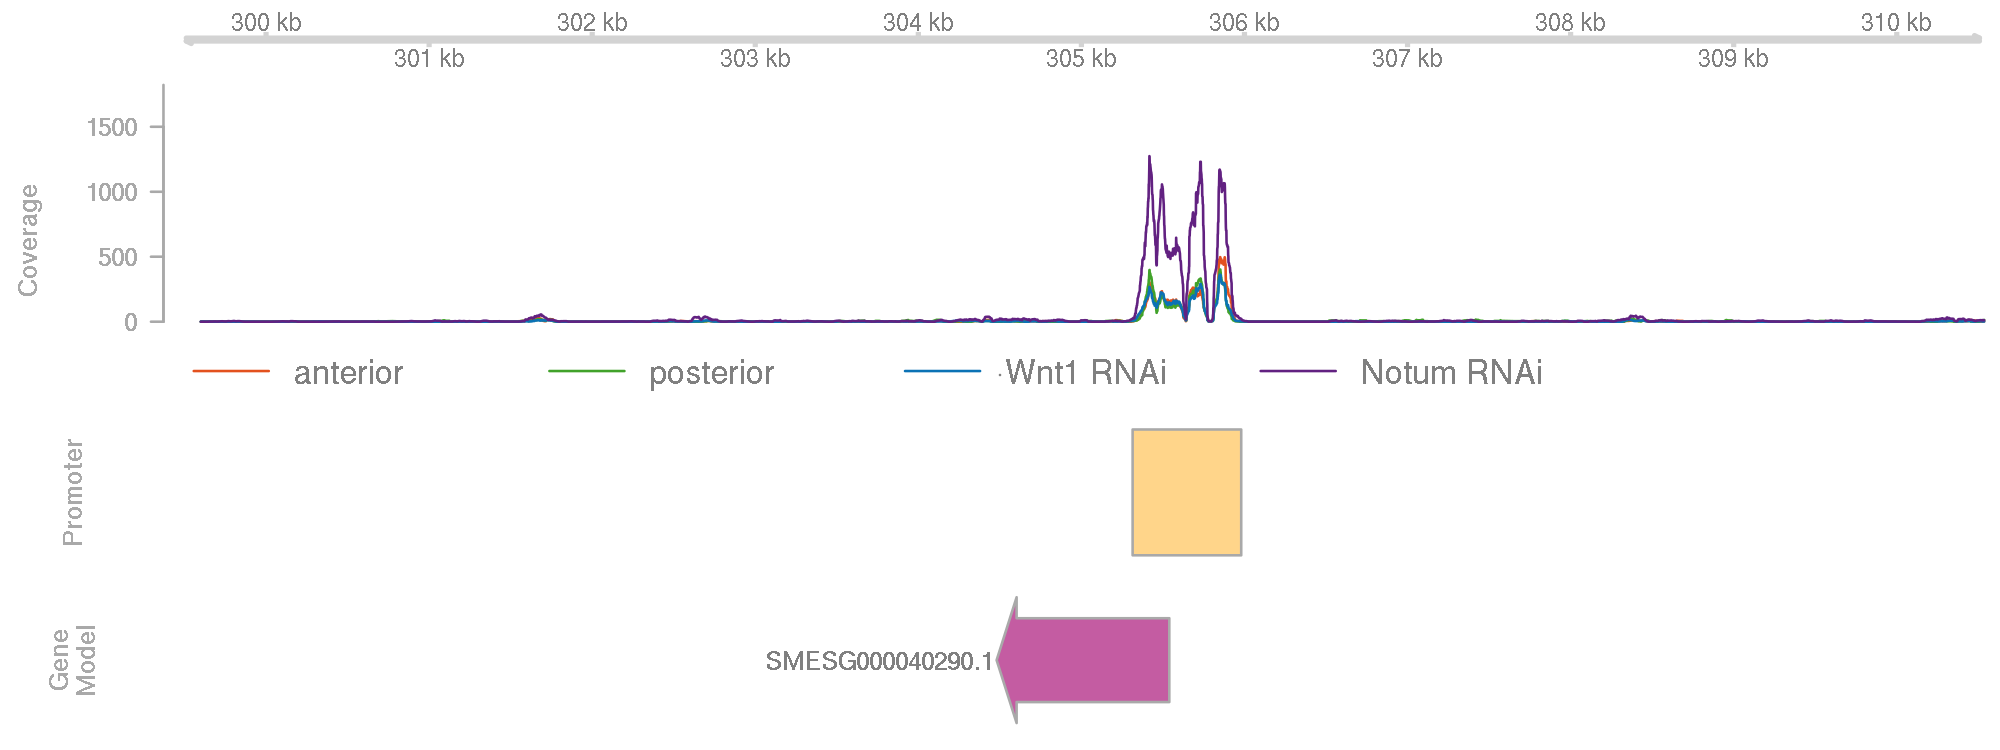 300 kb 302 kb 304 kb 306 kb 308 kb 310 kb
301 kb 303 kb 305 kb 307 kb 309 kb
Coverage
1500
1000
500
0
anterior posterior Wnt1 RNAi Notum RNAi
Promoter
Gene
Model
SMESG000040290.1